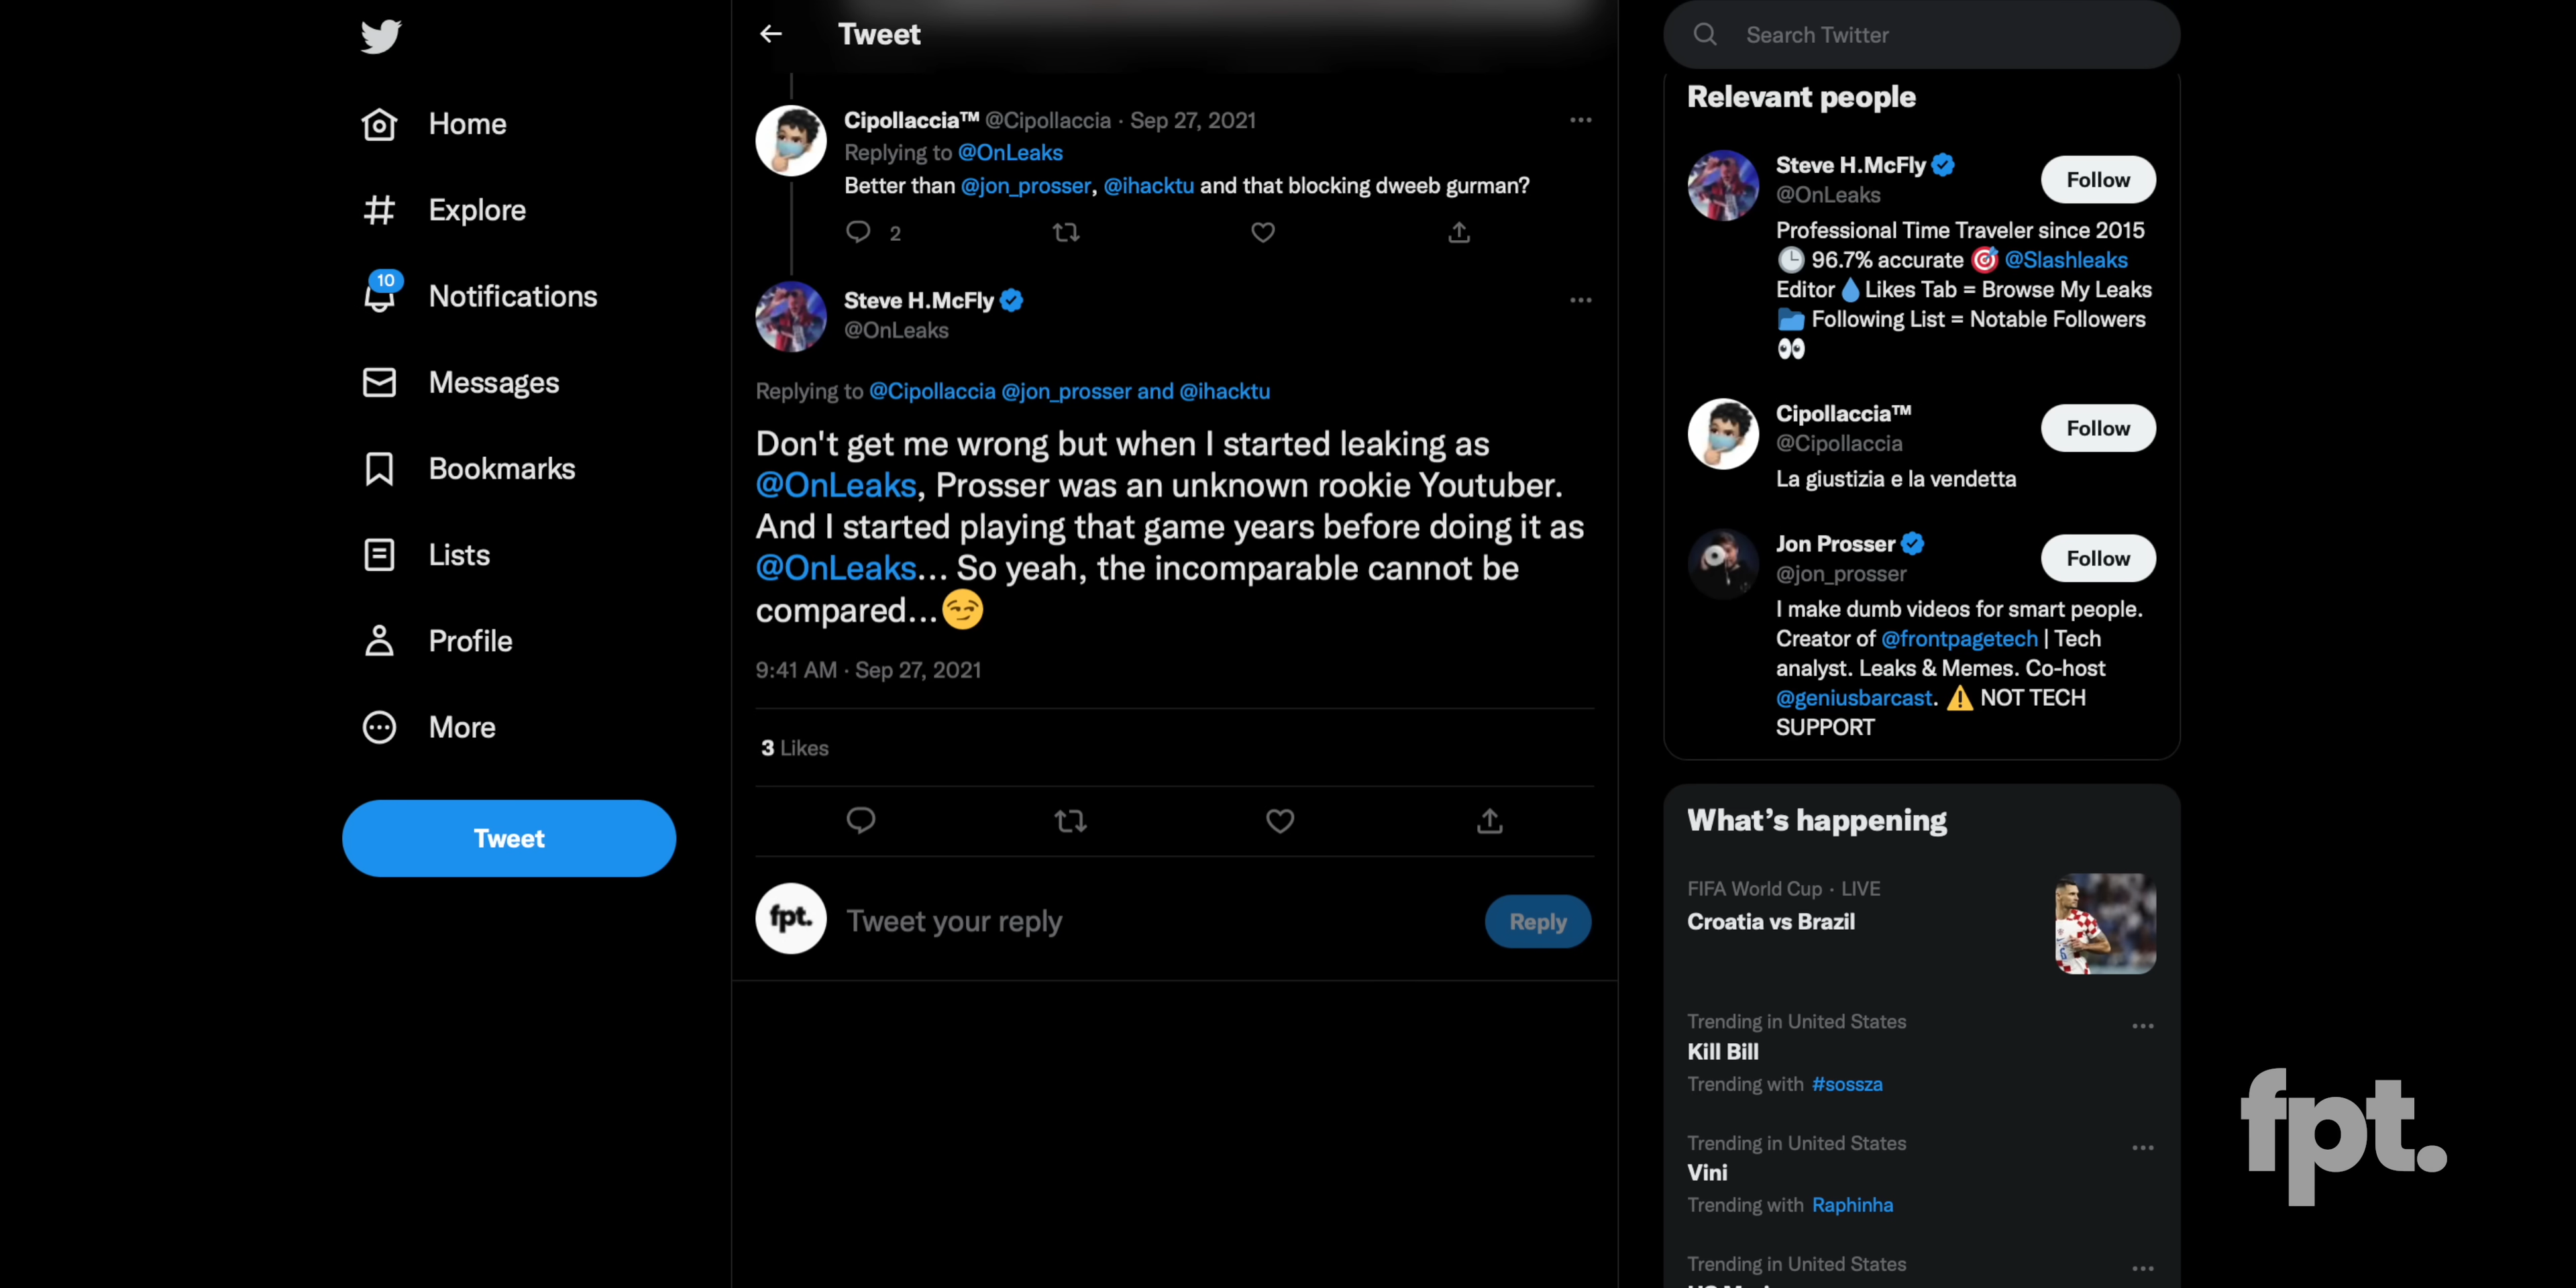 Home
Explore
10
Notifications
Messages
Bookmarks
Lists
Profile
More
Tweet
Tweet
Cipollaccia™ @Cipollaccia · Sep 27, 2021
Replying to @OnLeaks
Better than @jon_prosser, @ihacktu and that blocking dweeb gurman?
2
Steve H.McFly
@OnLeaks
Replying to @Cipollaccia @jon_prosser and @ihacktu
Don't get me wrong but when I started leaking as
@OnLeaks, Prosser was an unknown rookie Youtuber.
And I started playing that game years before doing it as
@OnLeaks... So yeah, the incomparable cannot be
compared...😏
9:41 AM · Sep 27, 2021
3 Likes
fpt.
Tweet your reply
Reply
Search Twitter
Relevant people
Steve H.McFly
@OnLeaks
Follow
Professional Time Traveler since 2015
🕒 96.7% accurate 🎯 @Slashleaks
Editor 💧 Likes Tab = Browse My Leaks
📂 Following List = Notable Followers
👀
Cipollaccia™
@Cipollaccia
Follow
La giustizia e la vendetta
Jon Prosser
@jon_prosser
Follow
I make dumb videos for smart people.
Creator of @frontpagetech | Tech
analyst. Leaks & Memes. Co-host
@geniusbarcast. ⚠️ NOT TECH
SUPPORT
What's happening
FIFA World Cup · LIVE
Croatia vs Brazil
6
Trending in United States
Kill Bill
Trending with #sossza
Trending in United States
Vini
Trending with Raphinha
Trending in United States
fpt.